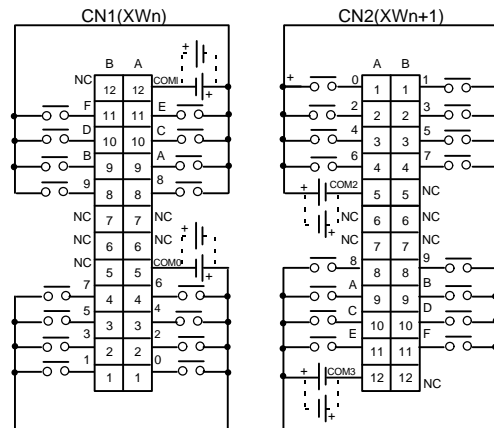 CN1(XWn) CN2(XWn+1)
B A
NC 12 12 COMI + +
F 11 11 E
D 10 10 C
B 9 9 A
9 8 8 8
NC 7 7 NC
NC 6 6 NC +
NC 5 5 COM0 +
7 4 4 6
5 3 3 4
3 2 2 2
1 1 1 0
A B
+ 0 1 1 1
2 2 2 3
4 3 3 5
6 4 4 7
+ COM2 5 5 NC
+ NC 6 6 NC
NC 7 7 NC
8 8 8 9
A 9 9 B
C 10 10 D
E 11 11 F
+ COM3 12 12 NC
+